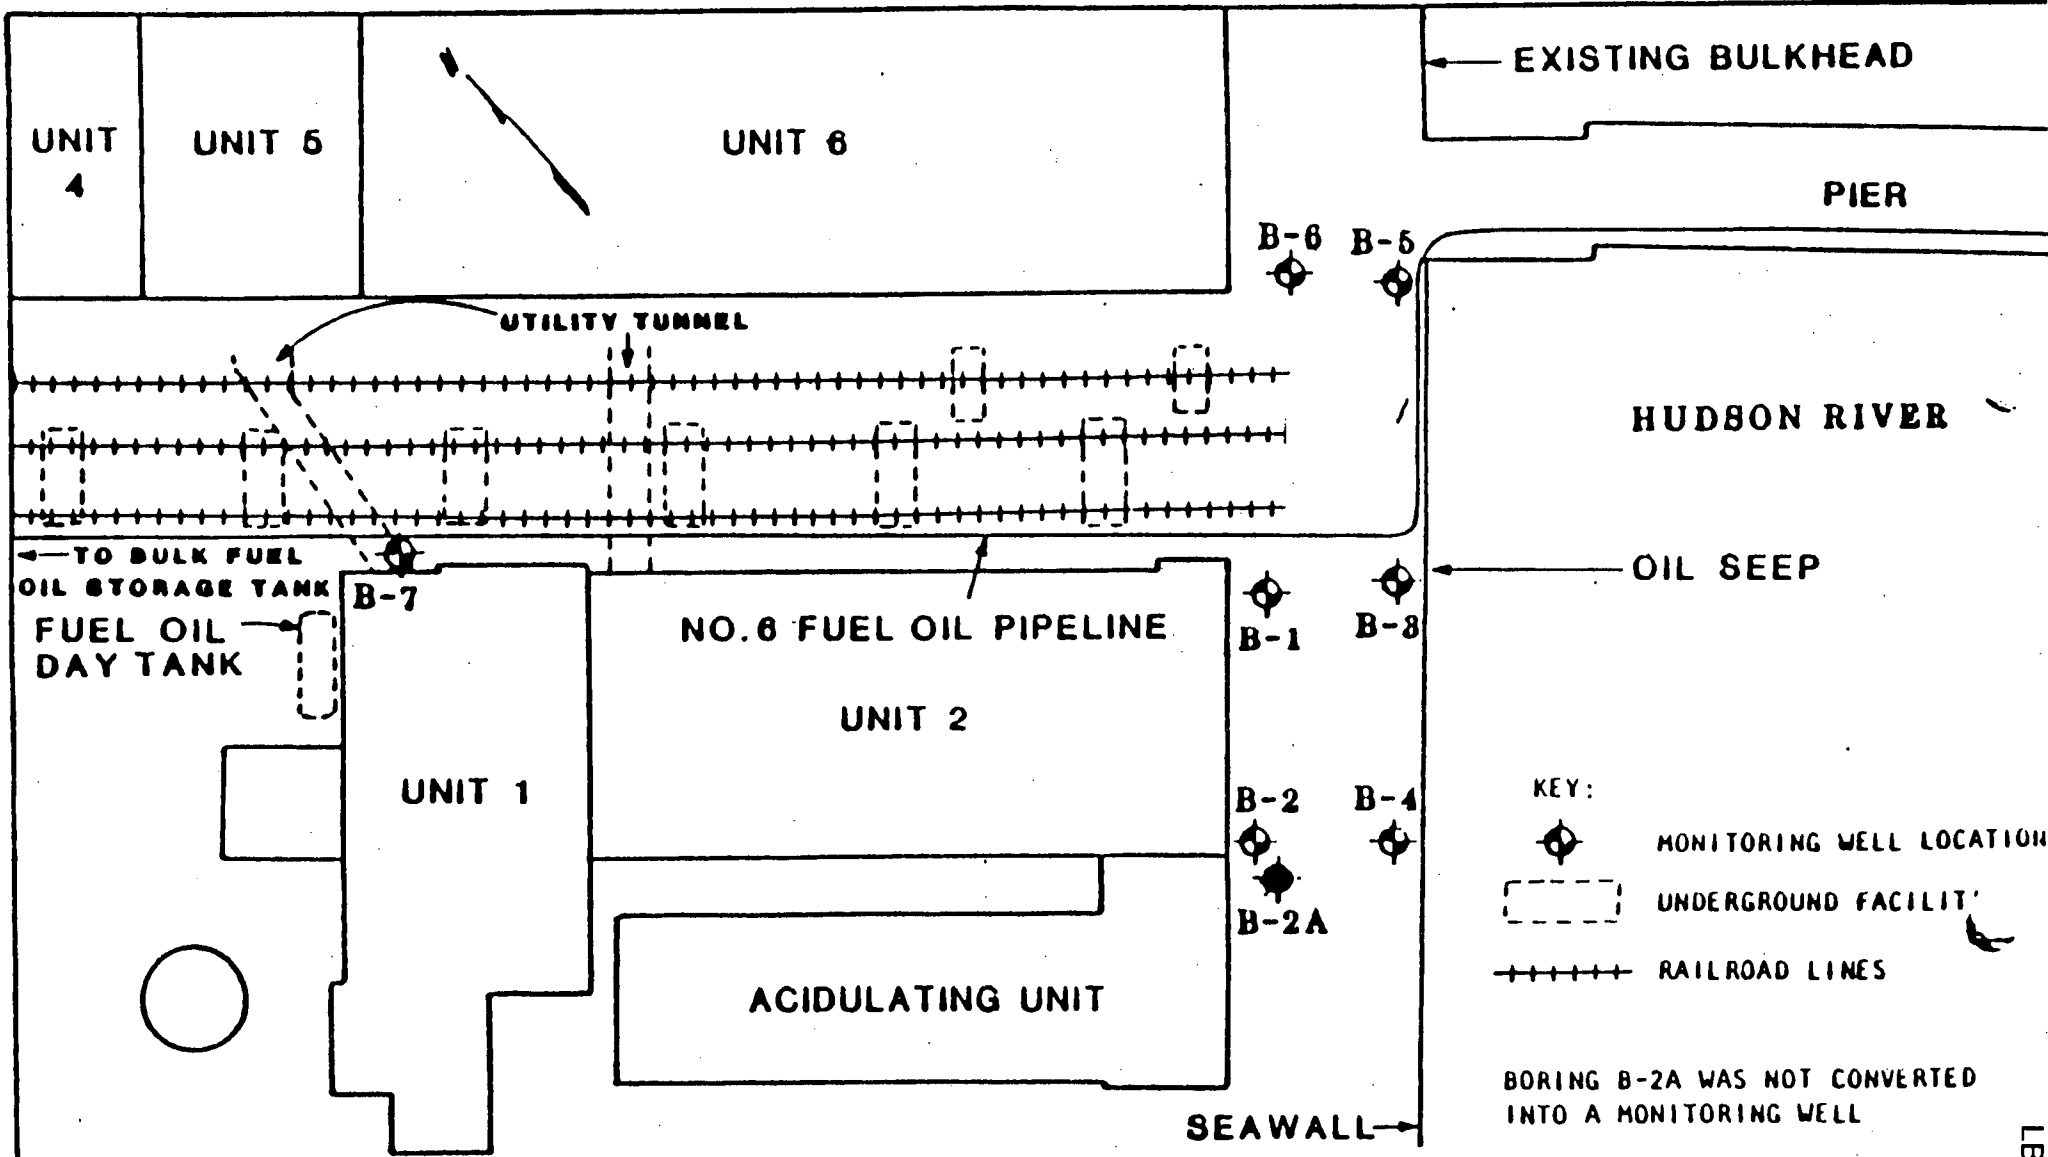 EXISTING BULKHEAD
UNIT
4
UNIT 5
UNIT 6
PIER
B-6
B-5
UTILITY TUNNEL
HUDSON RIVER
TO BULK FUEL
OIL STORAGE TANK
B-7
OIL SEEP
FUEL OIL
DAY TANK
NO.6 FUEL OIL PIPELINE
B-1
B-3
UNIT 2
UNIT 1
B-2
B-4
B-2A
KEY:
MONITORING WELL LOCATION
UNDERGROUND FACILIT
RAILROAD LINES
ACIDULATING UNIT
BORING B-2A WAS NOT CONVERTED
INTO A MONITORING WELL
SEAWALL